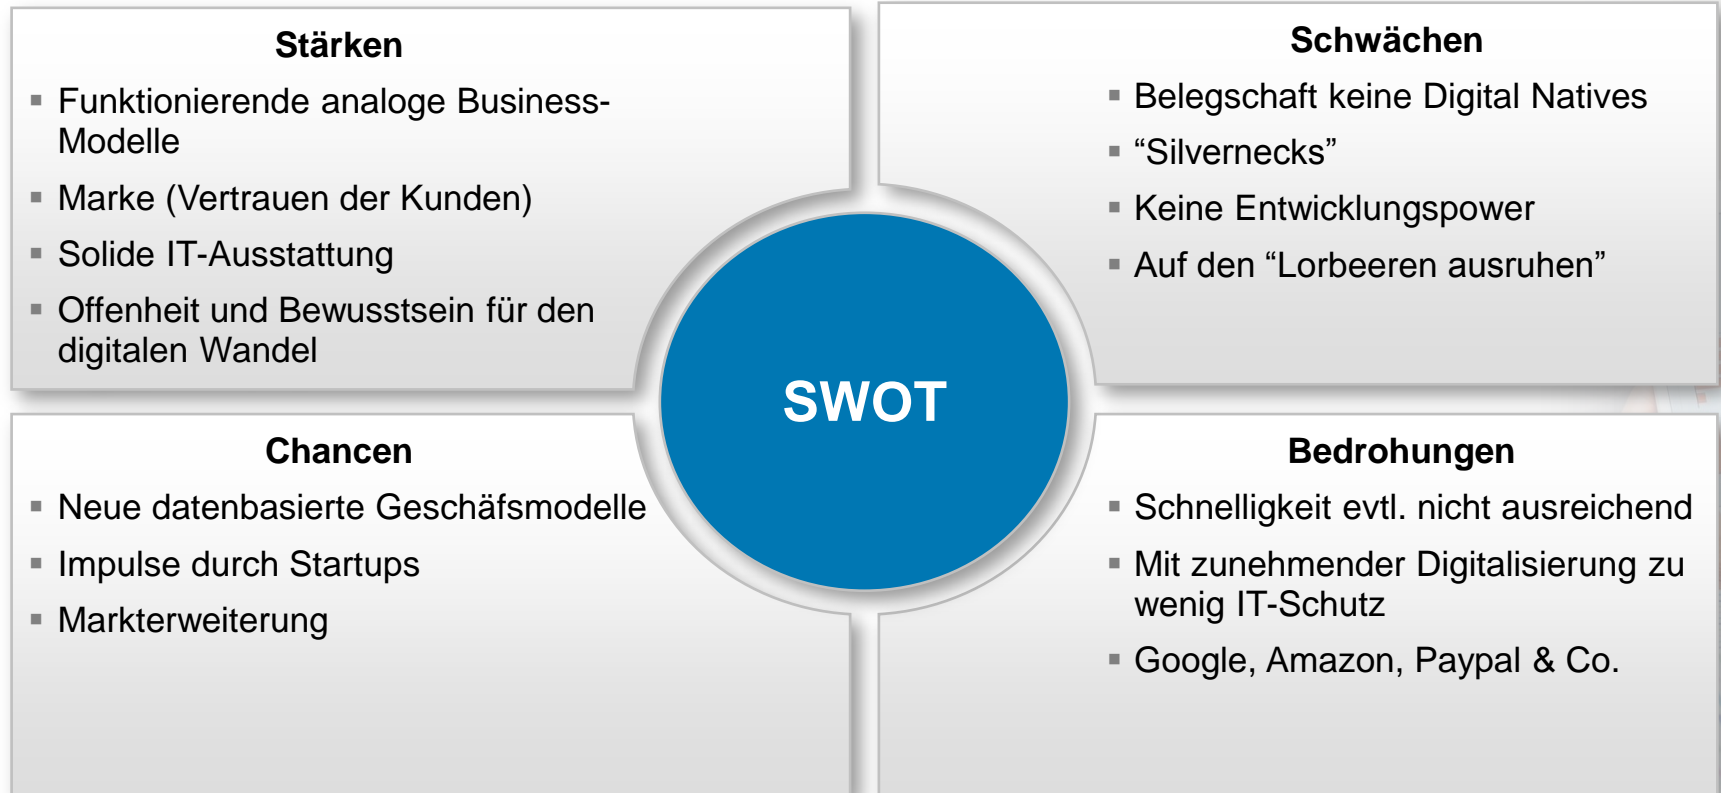 Stärken
▪ Funktionierende analoge Business-
Modelle
▪ Marke (Vertrauen der Kunden)
▪ Solide IT-Ausstattung
▪ Offenheit und Bewusstsein für den
digitalen Wandel
Schwächen
▪ Belegschaft keine Digital Natives
▪ “Silvernecks”
▪ Keine Entwicklungspower
▪ Auf den “Lorbeeren ausruhen”
SWOT
Chancen
▪ Neue datenbasierte Geschäfsmodelle
▪ Impulse durch Startups
▪ Markterweiterung
Bedrohungen
▪ Schnelligkeit evtl. nicht ausreichend
▪ Mit zunehmender Digitalisierung zu
wenig IT-Schutz
▪ Google, Amazon, Paypal & Co.